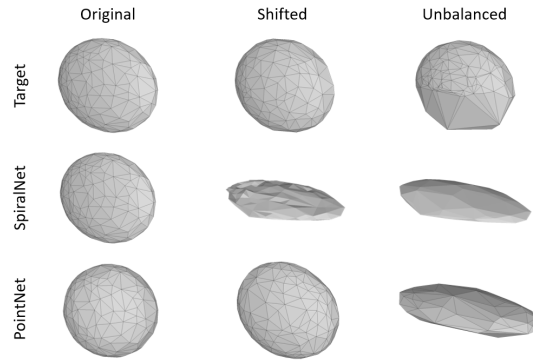 Original Shifted Unbalanced
Target
SpiralNet
PointNet